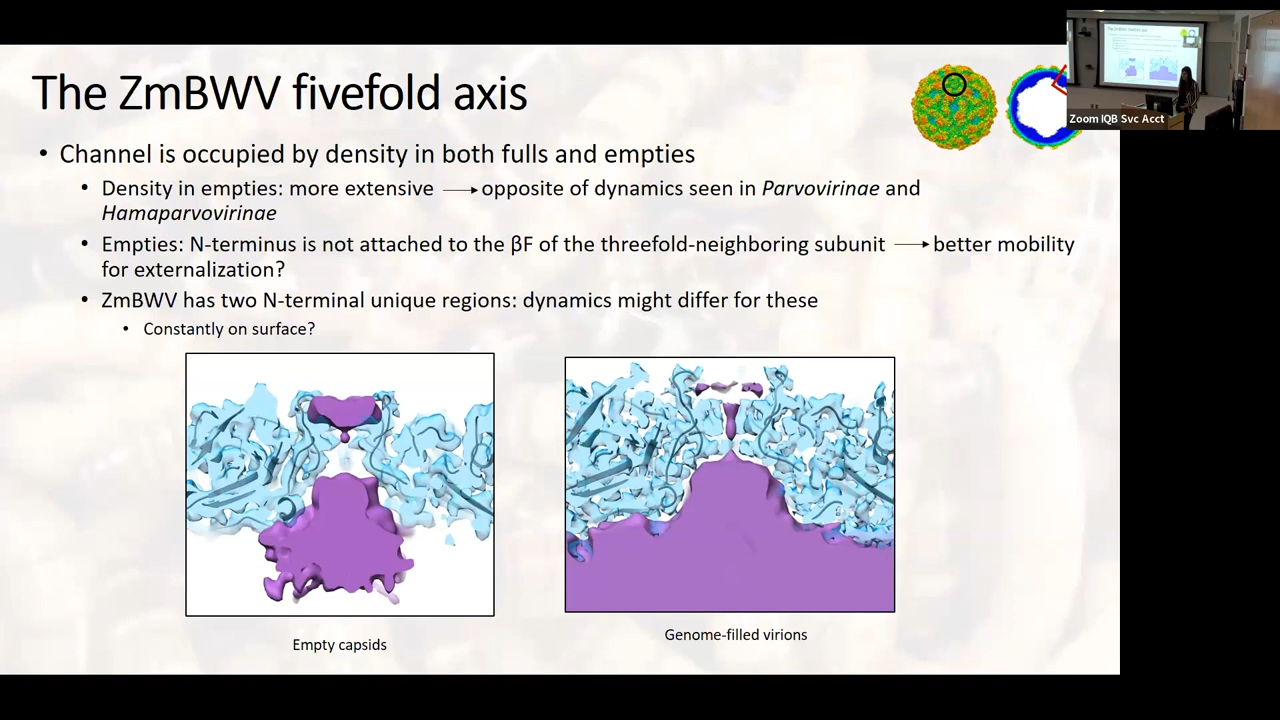 The ZmBWV fivefold axis
Zoom IQB Svc Acct
• Channel is occupied by density in both fulls and empties
• Density in empties: more extensive ⟶ opposite of dynamics seen in Parvovirinae and
Hamaparvovirinae
• Empties: N-terminus is not attached to the βF of the threefold-neighboring subunit ⟶ better mobility
for externalization?
• ZmBWV has two N-terminal unique regions: dynamics might differ for these
• Constantly on surface?
Empty capsids
Genome-filled virions